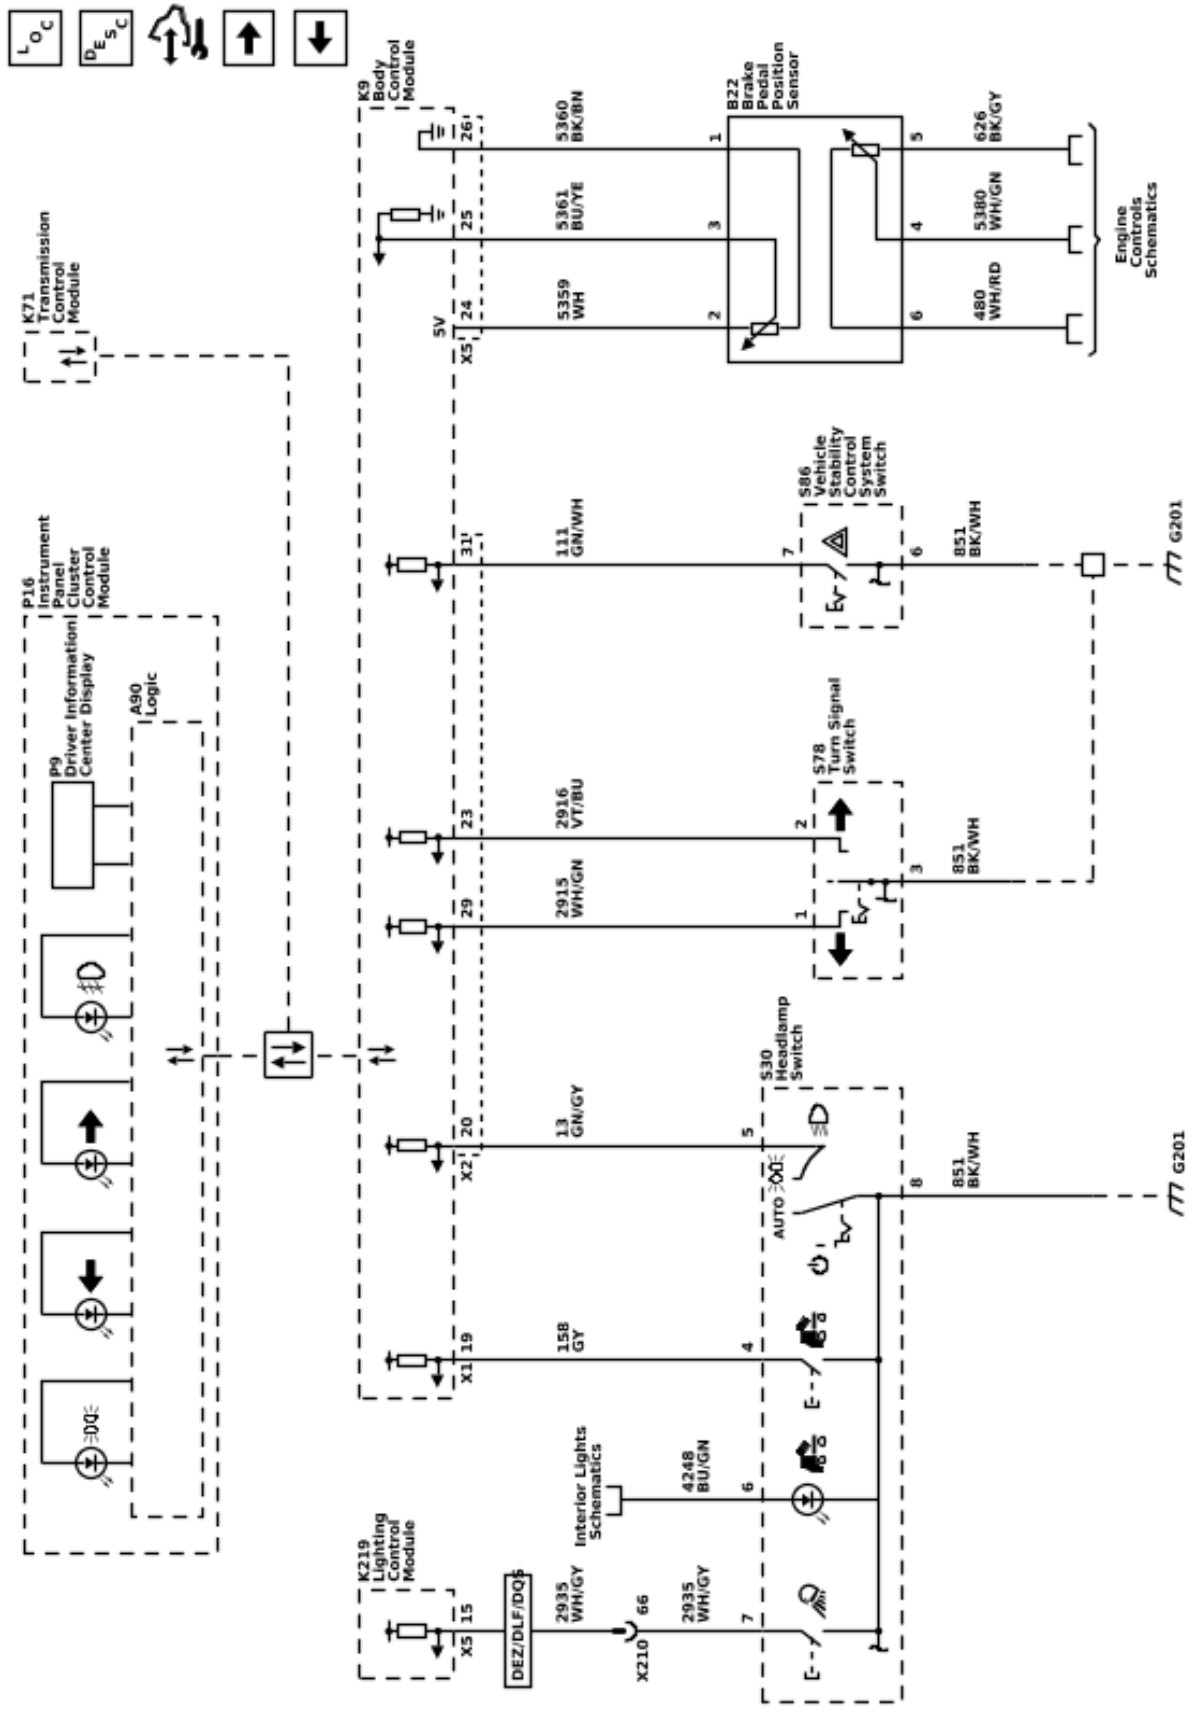 L
O
C
D
E
S
C
P16
Instrument
Panel
Cluster
Control
Module
P9
Driver Information
Center Display
A90
Logic
K71
Transmission
Control
Module
K219
Lighting
Control
Module
X5
15
DEZ/DLF/DQS
2935
WH/GY
X210
66
2935
WH/GY
7
Interior Lights
Schematics
4248
BU/GN
6
K9
Body
Control
Module
X1
19
158
GY
4
X2
20
13
GN/GY
5
S30
Headlamp
Switch
AUTO
8
851
BK/WH
G201
29
2915
WH/GN
1
23
2916
VT/BU
2
S78
Turn Signal
Switch
3
851
BK/WH
31
111
GN/WH
7
S86
Vehicle
Stability
Control
System
Switch
6
851
BK/WH
G201
5V
X5
24
5359
WH
2
25
5361
BU/YE
3
26
5360
BK/BN
1
B22
Brake
Pedal
Position
Sensor
6
480
WH/RD
4
5380
WH/GN
5
626
BK/GY
Engine
Controls
Schematics